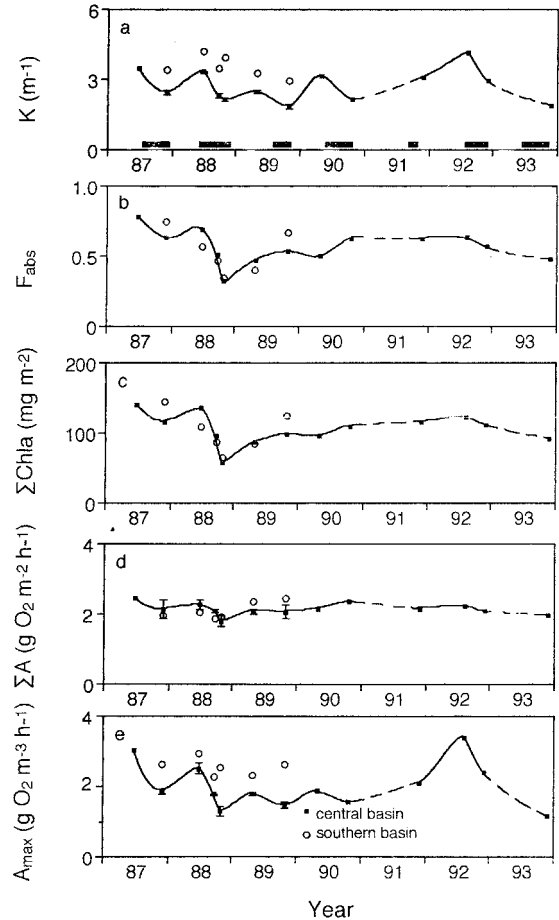 a
K (m-1)
6
3
0
87 88 89 90 91 92 93
b
Fabs
1.0
0.5
0
87 88 89 90 91 92 93
c
ΣChla (mg m-2)
200
100
0
87 88 89 90 91 92 93
d
ΣA (g O2 m-2 h-1)
4
2
0
87 88 89 90 91 92 93
e
Amax (g O2 m-3 h-1)
4
2
0
central basin
southern basin
87 88 89 90 91 92 93
Year